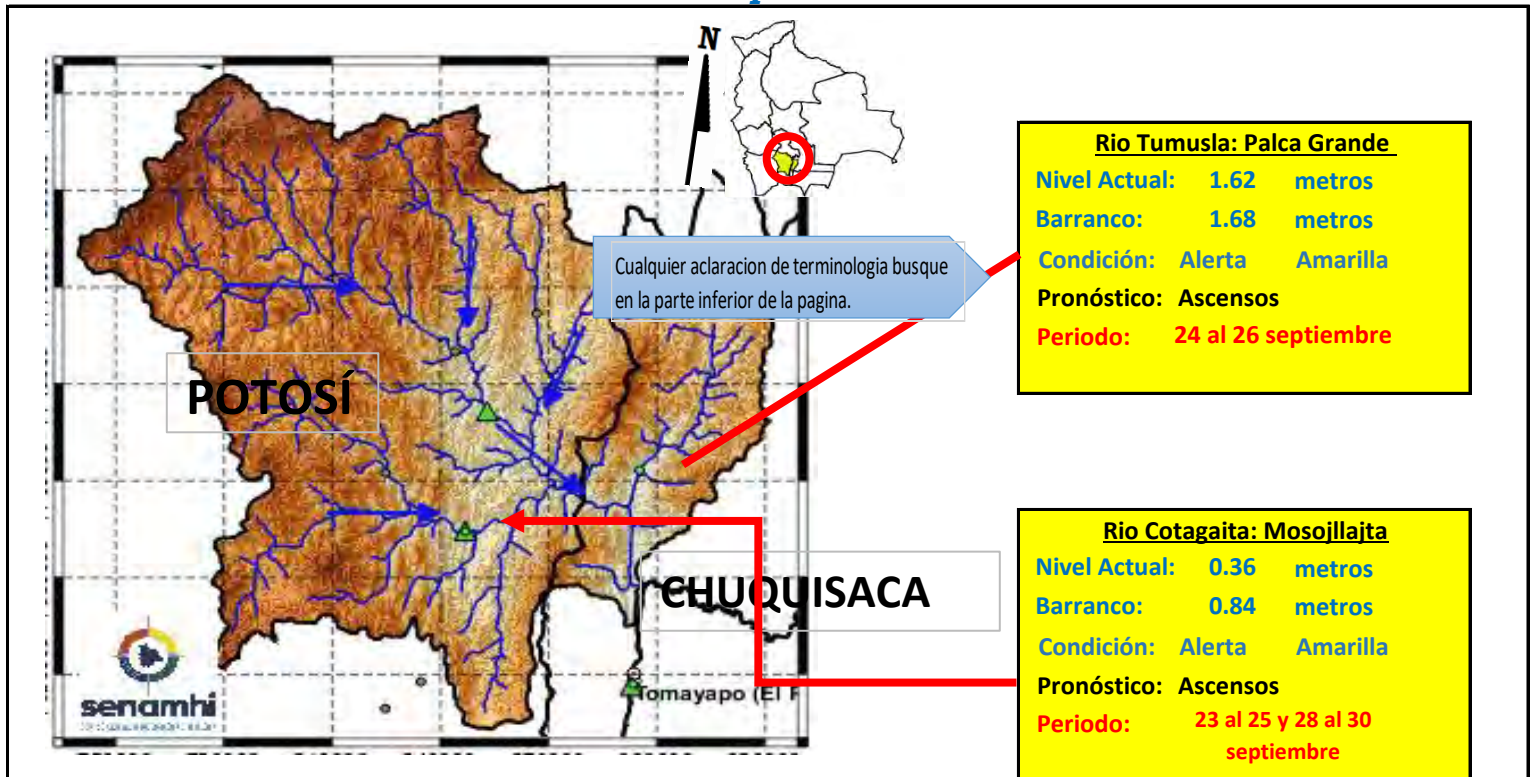 N
Cualquier aclaracion de terminologia busque
en la parte inferior de la pagina.
POTOSÍ
CHUQUISACA
Tomayapo (El
senamhi
Rio Tumusla: Palca Grande
Nivel Actual: 1.62 metros
Barranco: 1.68 metros
Condición: Alerta Amarilla
Pronóstico: Ascensos
Periodo: 24 al 26 septiembre
Rio Cotagaita: Mosojllajta
Nivel Actual: 0.36 metros
Barranco: 0.84 metros
Condición: Alerta Amarilla
Pronóstico: Ascensos
Periodo: 23 al 25 y 28 al 30
septiembre